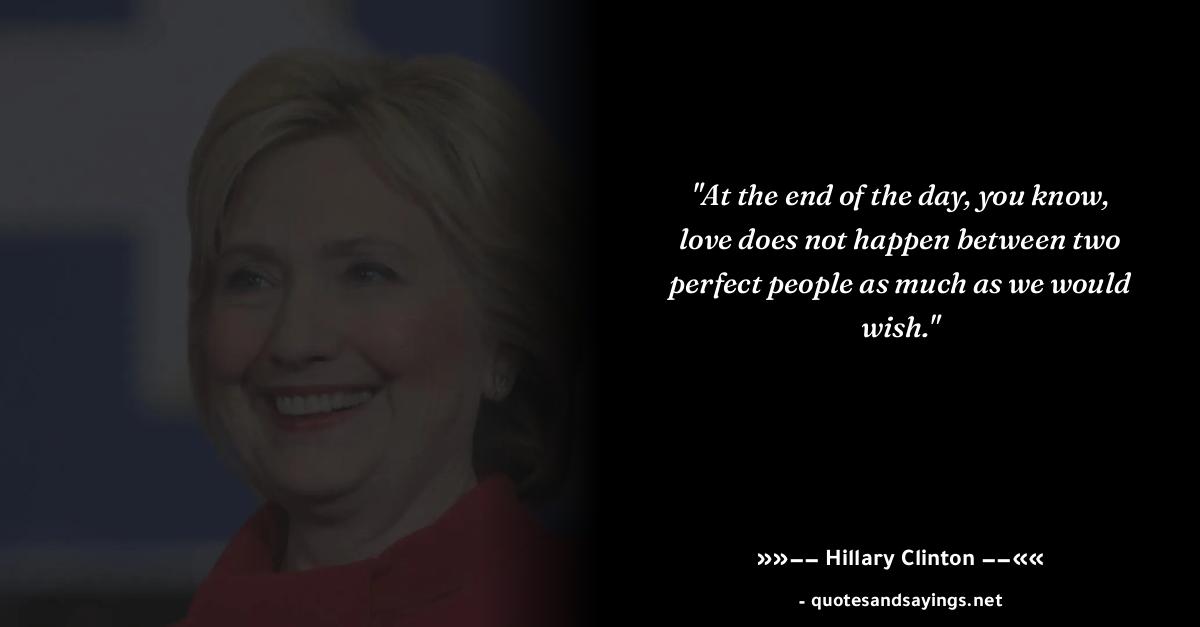 "At the end of the day, you know,
love does not happen between two
perfect people as much as we would
wish."
»»–– Hillary Clinton ––««
- quotesandsayings.net